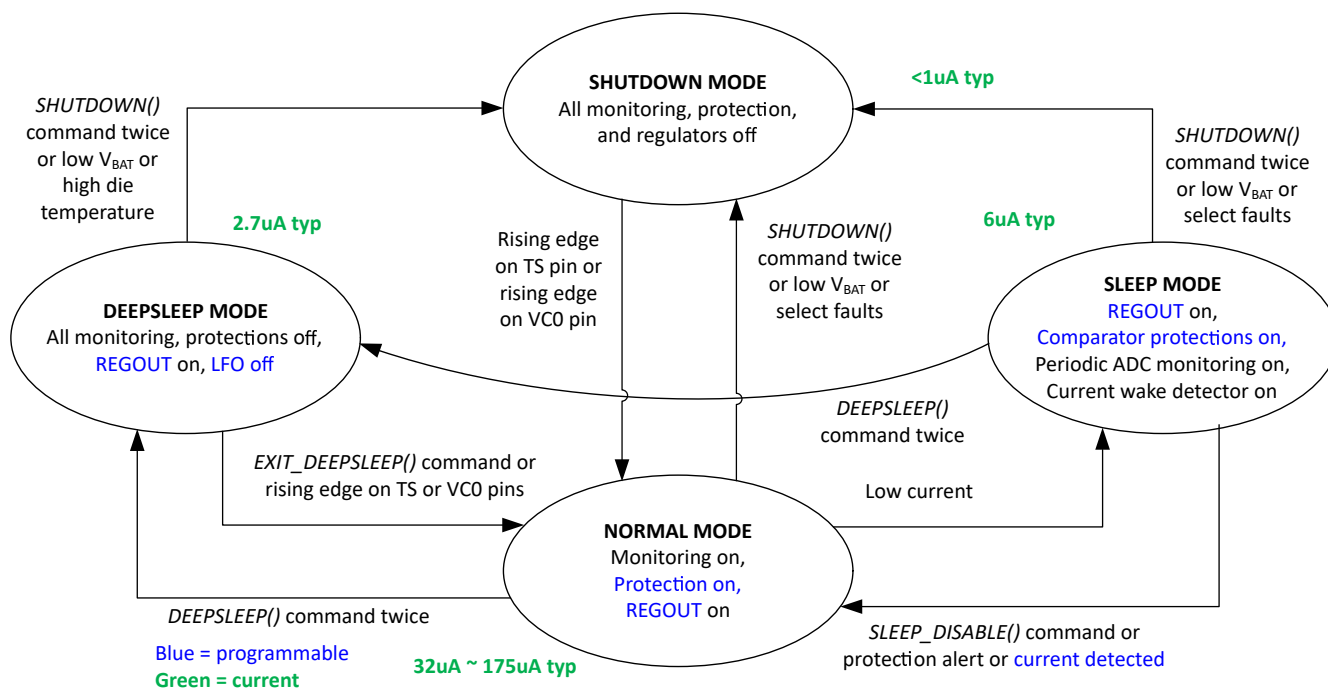 SHUTDOWN MODE
All monitoring, protection,
and regulators off
<1uA typ
SHUTDOWN()
command twice
or low VBAT or
high die
temperature
2.7uA typ
SHUTDOWN()
command twice
or low VBAT or
select faults
6uA typ
Rising edge
on TS pin or
rising edge
on VC0 pin
SHUTDOWN()
command twice
or low VBAT or
select faults
DEEPSLEEP MODE
All monitoring, protections off,
REGOUT on, LFO off
SLEEP MODE
REGOUT on,
Comparator protections on,
Periodic ADC monitoring on,
Current wake detector on
DEEPSLEEP()
command twice
EXIT_DEEPSLEEP() command or
rising edge on TS or VC0 pins
Low current
NORMAL MODE
Monitoring on,
Protection on,
REGOUT on
DEEPSLEEP() command twice
SLEEP_DISABLE() command or
protection alert or current detected
Blue = programmable
Green = current
32uA ~ 175uA typ